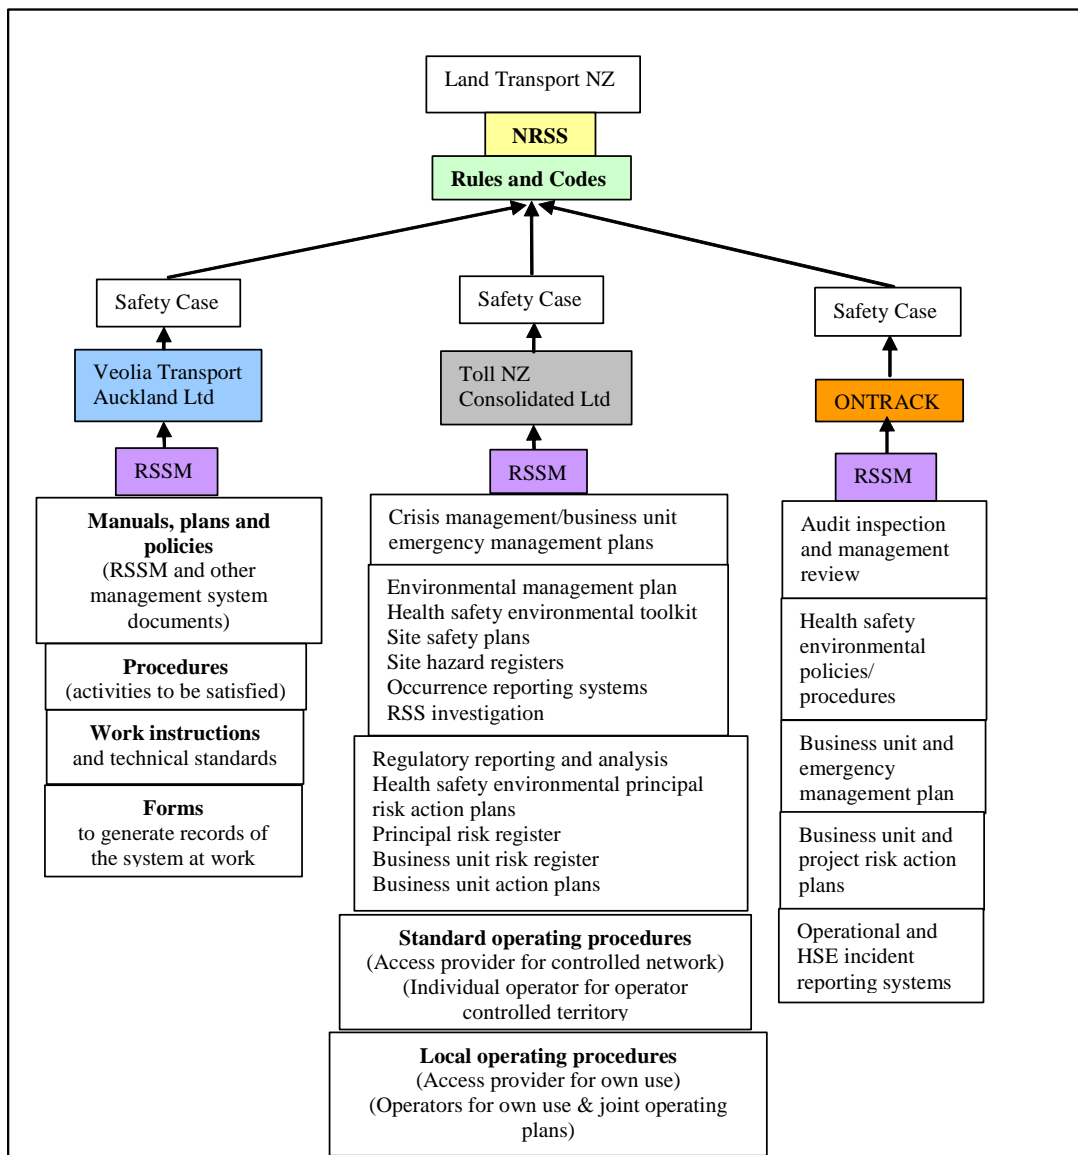 Land Transport NZ
NRSS
Rules and Codes
Safety Case
Veolia Transport
Auckland Ltd
RSSM
Manuals, plans and
policies
(RSSM and other
management system
documents)
Procedures
(activities to be satisfied)
Work instructions
and technical standards
Forms
to generate records of
the system at work
Safety Case
Toll NZ
Consolidated Ltd
RSSM
Crisis management/business unit
emergency management plans
Environmental management plan
Health safety environmental toolkit
Site safety plans
Site hazard registers
Occurrence reporting systems
RSS investigation
Regulatory reporting and analysis
Health safety environmental principal
risk action plans
Principal risk register
Business unit risk register
Business unit action plans
Standard operating procedures
(Access provider for controlled network)
(Individual operator for operator
controlled territory
Local operating procedures
(Access provider for own use)
(Operators for own use & joint operating
plans)
Safety Case
ONTRACK
RSSM
Audit inspection
and management
review
Health safety
environmental
policies/
procedures
Business unit and
emergency
management plan
Business unit and
project risk action
plans
Operational and
HSE incident
reporting systems